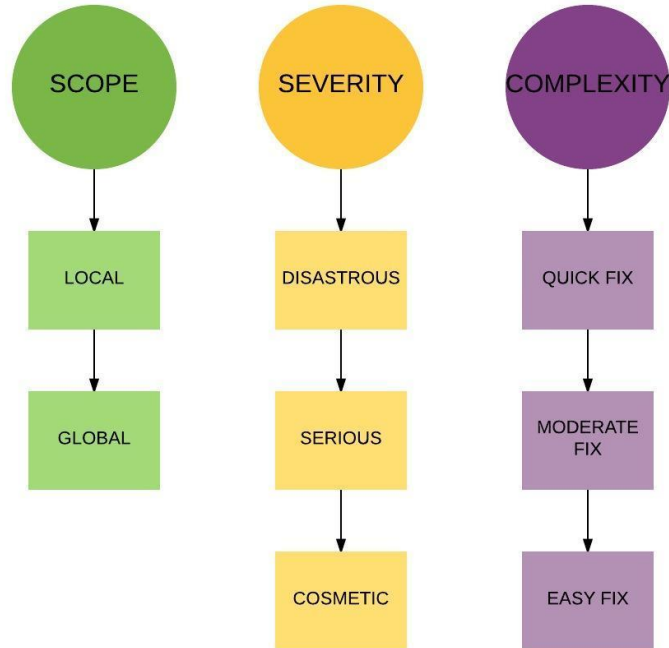 SCOPE
SEVERITY
COMPLEXITY
LOCAL
DISASTROUS
QUICK FIX
GLOBAL
SERIOUS
MODERATE
FIX
COSMETIC
EASY FIX